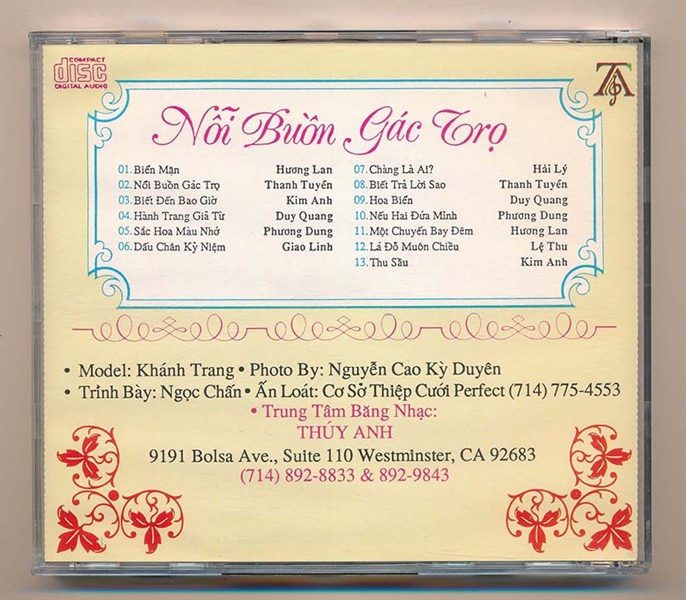 COMPACT
disc
DIGITAL AUDIO
TA
Nỗi Buồn Gác Trọ
01. Biển Mặn Hương Lan
02. Nỗi Buồn Gác Trọ Thanh Tuyền
03. Biết Đến Bao Giờ Kim Anh
04. Hành Trang Giã Từ Duy Quang
05. Sắc Hoa Màu Nhớ Phương Dung
06. Dấu Chân Kỷ Niệm Giao Linh
07. Chàng Là Ai? Hải Lý
08. Biết Trả Lời Sao Thanh Tuyền
09. Hoa Biển Duy Quang
10. Nếu Hai Đứa Mình Phương Dung
11. Một Chuyến Bay Đêm Hương Lan
12. Lá Đổ Muôn Chiều Lệ Thu
13. Thu Sầu Kim Anh
• Model: Khánh Trang • Photo By: Nguyễn Cao Kỳ Duyên
• Trình Bày: Ngọc Chấn • Ấn Loát: Cơ Sở Thiệp Cưới Perfect (714) 775-4553
• Trung Tâm Băng Nhạc:
THÚY ANH
9191 Bolsa Ave., Suite 110 Westminster, CA 92683
(714) 892-8833 & 892-9843